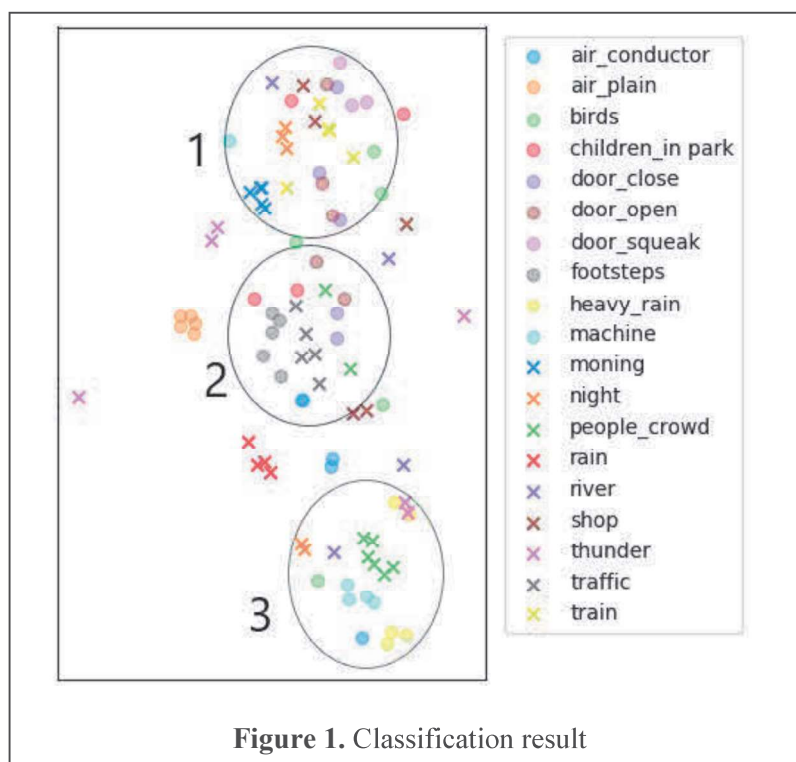 1
2
3
air_conductor
air_plain
birds
children_in park
door_close
door_open
door_squeak
footsteps
heavy_rain
machine
moning
night
people_crowd
rain
river
shop
thunder
traffic
train
Figure 1. Classification result